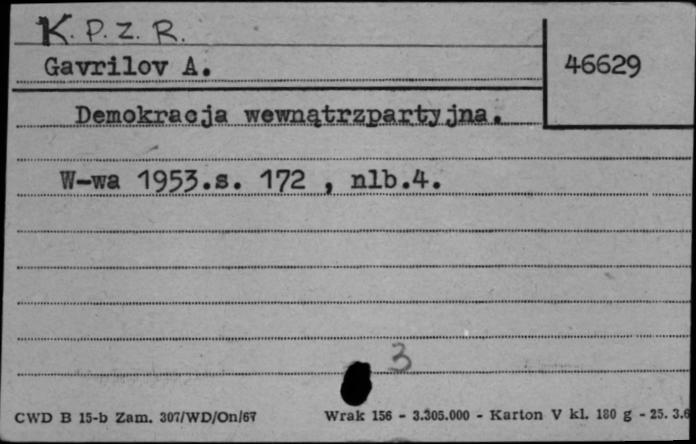 K. P. Z. R.
Gavrilov A.
46629
Demokracja wewnątrzpartyjna.
W-wa 1953.s. 172 , nlb.4.
3
CWD B 15-b Zam. 307/WD/On/67
Wrak 156 - 3.305.000 - Karton V kl. 180 g - 25. 3.6